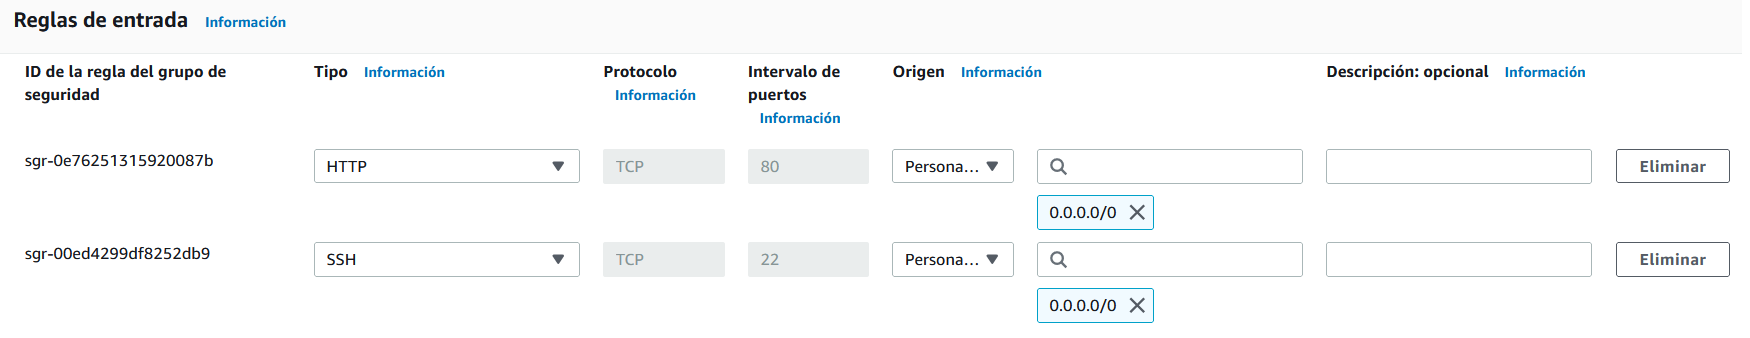 Reglas de entrada Información
ID de la regla del grupo de seguridad
Tipo Información
Protocolo Información
Intervalo de puertos Información
Origen Información
Descripción: opcional Información
sgr-0e76251315920087b HTTP TCP 80 Persona... Eliminar
0.0.0.0/0
sgr-00ed4299df8252db9 SSH TCP 22 Persona... Eliminar
0.0.0.0/0